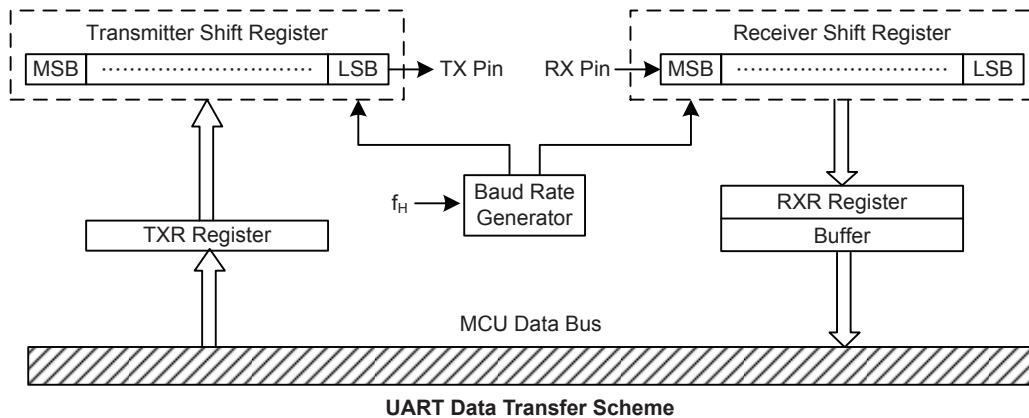 Transmitter Shift Register
MSB ................................ LSB
TX Pin
RX Pin
Receiver Shift Register
MSB ................................ LSB
fH
Baud Rate
Generator
TXR Register
RXR Register
Buffer
MCU Data Bus
UART Data Transfer Scheme